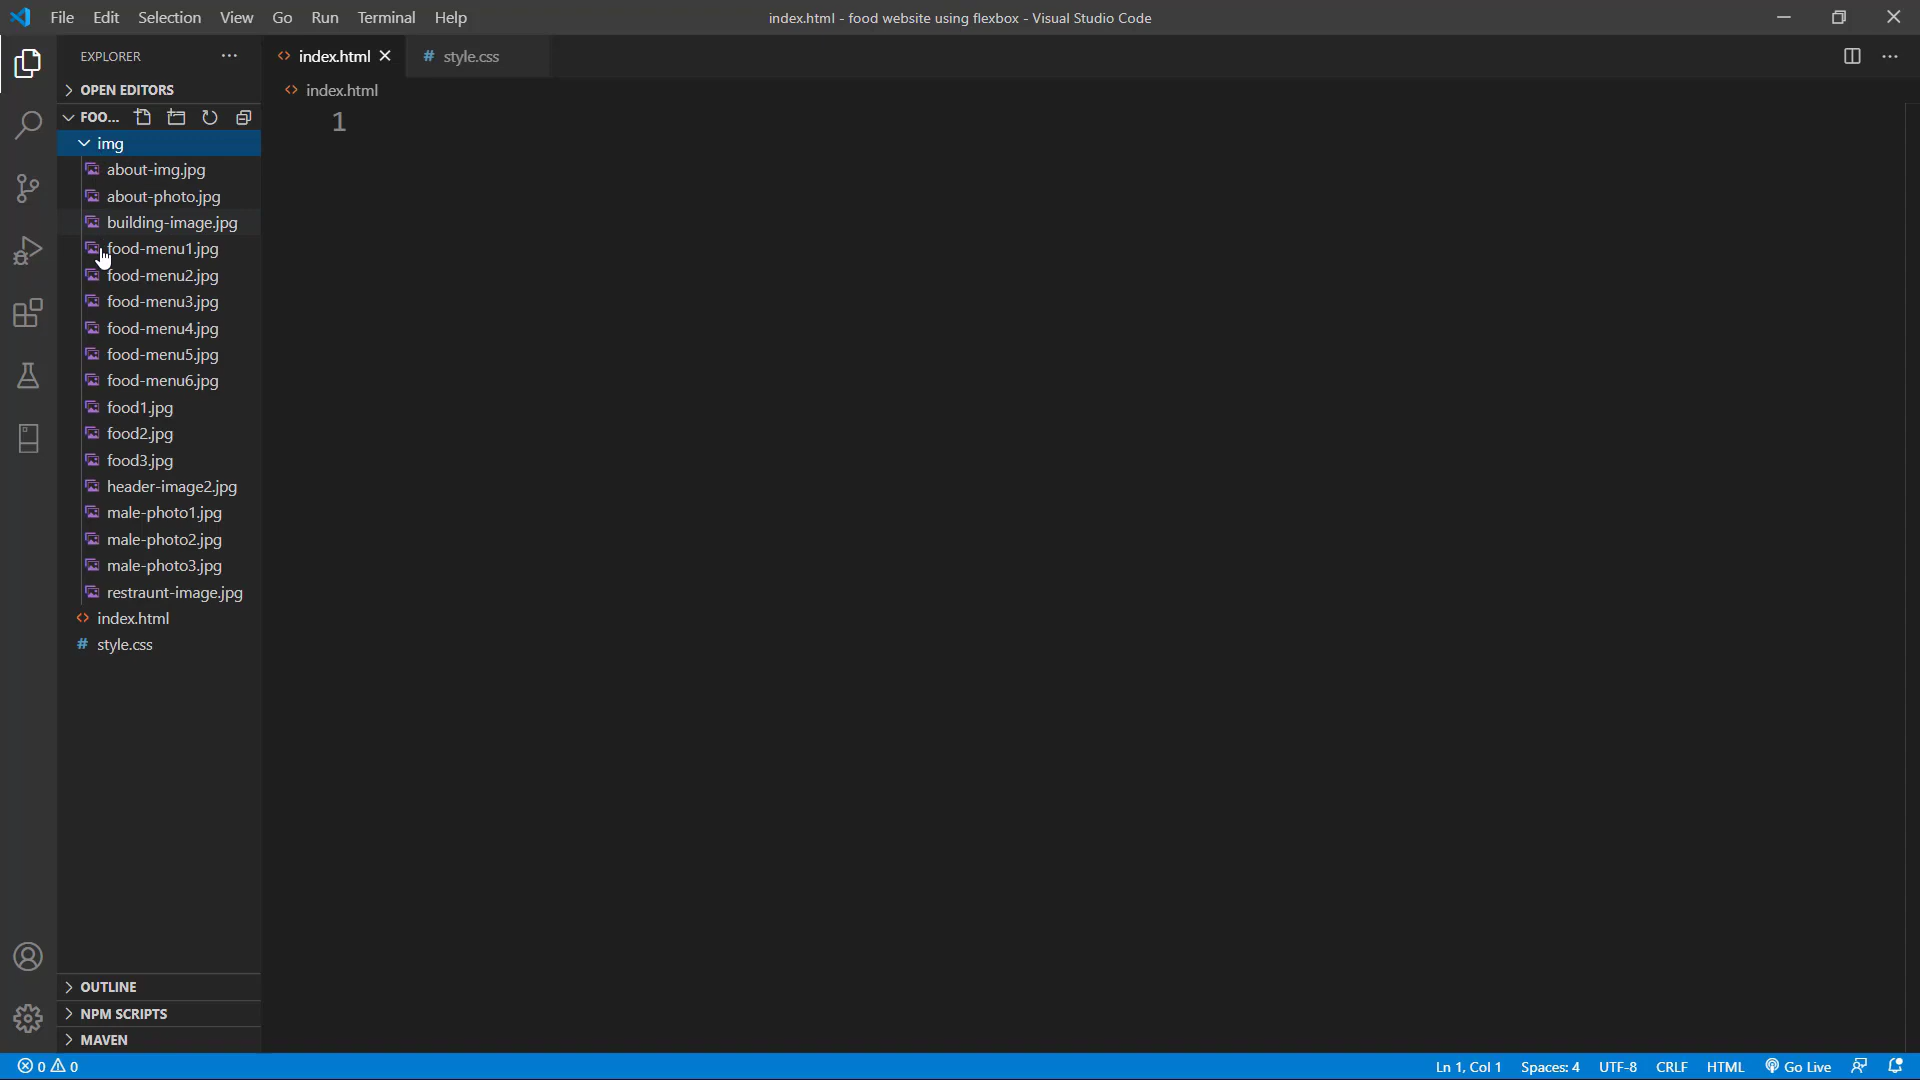 File Edit Selection View Go Run Terminal Help
index.html - food website using flexbox - Visual Studio Code
EXPLORER
index.html
# style.css
OPEN EDITORS
index.html
FOO...
1
img
about-img.jpg
about-photo.jpg
building-image.jpg
food-menu1.jpg
food-menu2.jpg
food-menu3.jpg
food-menu4.jpg
food-menu5.jpg
food-menu6.jpg
food1.jpg
food2.jpg
food3.jpg
header-image2.jpg
male-photo1.jpg
male-photo2.jpg
male-photo3.jpg
restraunt-image.jpg
index.html
# style.css
OUTLINE
NPM SCRIPTS
MAVEN
0 0
Ln 1, Col 1 Spaces: 4 UTF-8 CRLF HTML Go Live